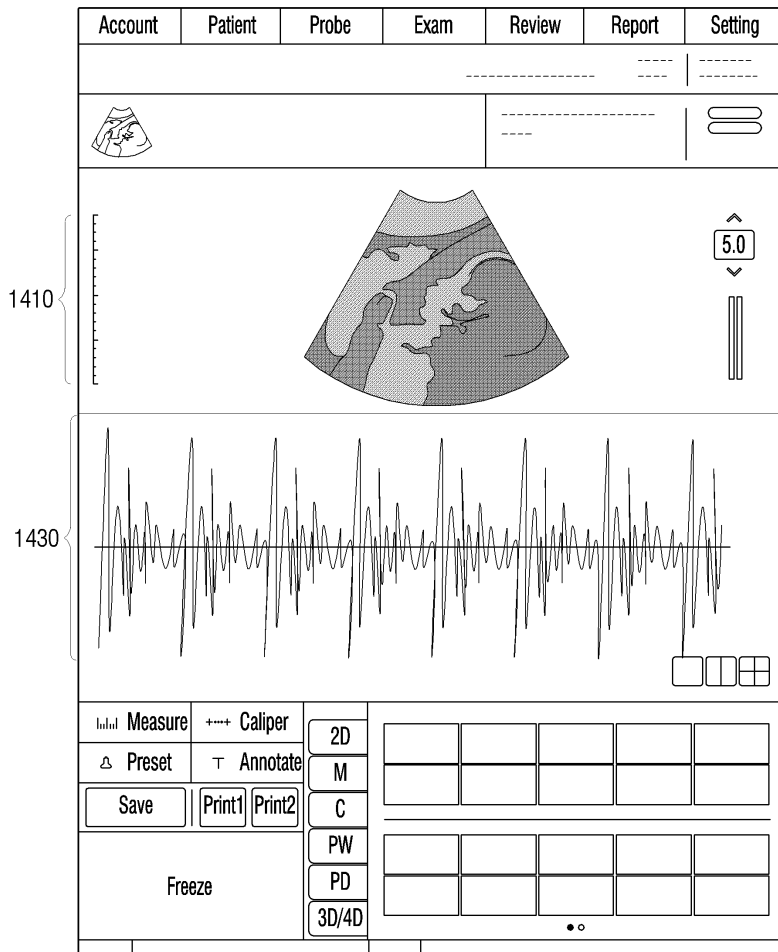 Account Patient Probe Exam Review Report Setting
5.0
1410
1430
Measure Caliper
Preset Annotate
Save Print1 Print2
Freeze
2D
M
C
PW
PD
3D/4D